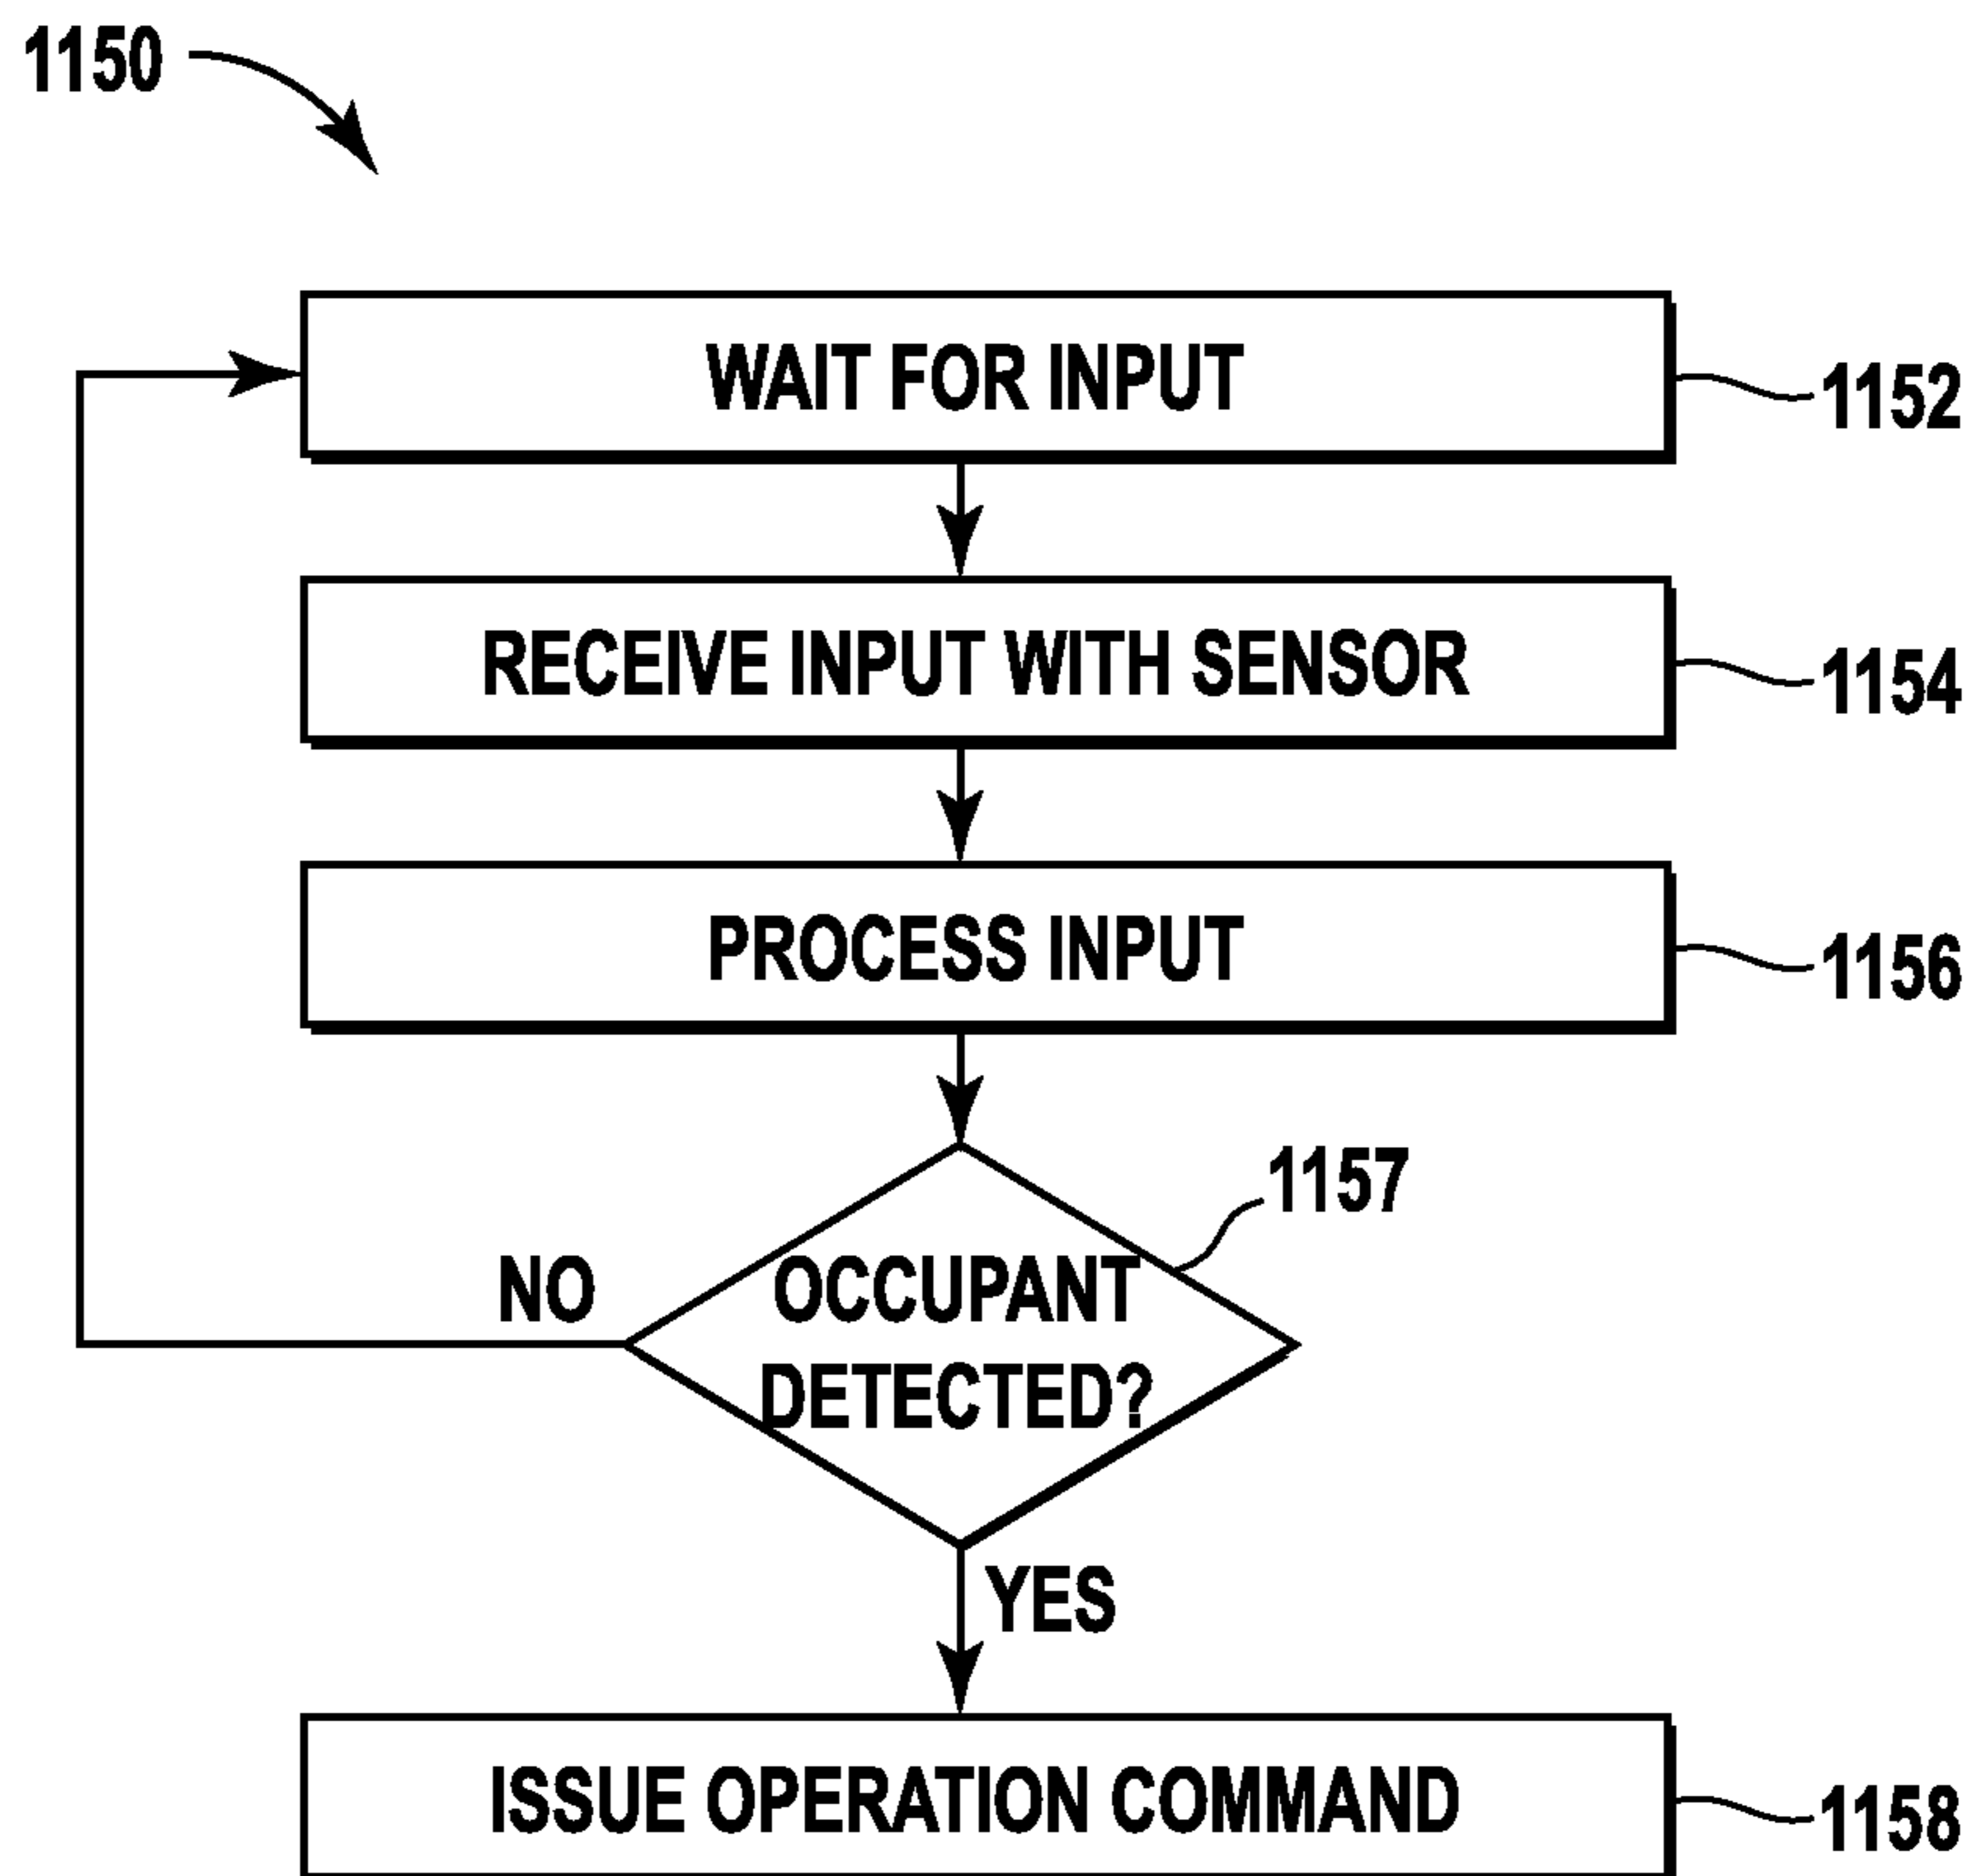 1150
WAIT FOR INPUT
1152
RECEIVE INPUT WITH SENSOR
1154
PROCESS INPUT
1156
1157
NO
OCCUPANT
DETECTED?
YES
ISSUE OPERATION COMMAND
1158